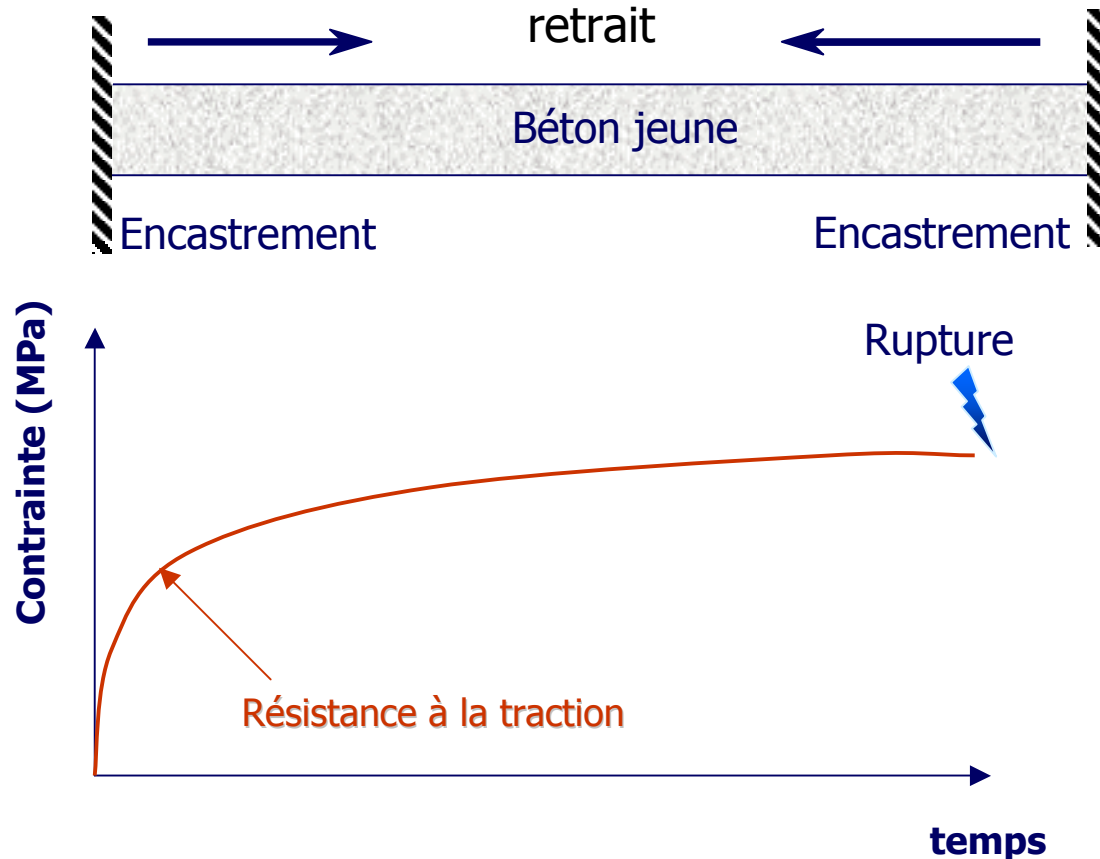 retrait
Béton jeune
Encastrement
Encastrement
Contrainte (MPa)
Rupture
Résistance à la traction
temps